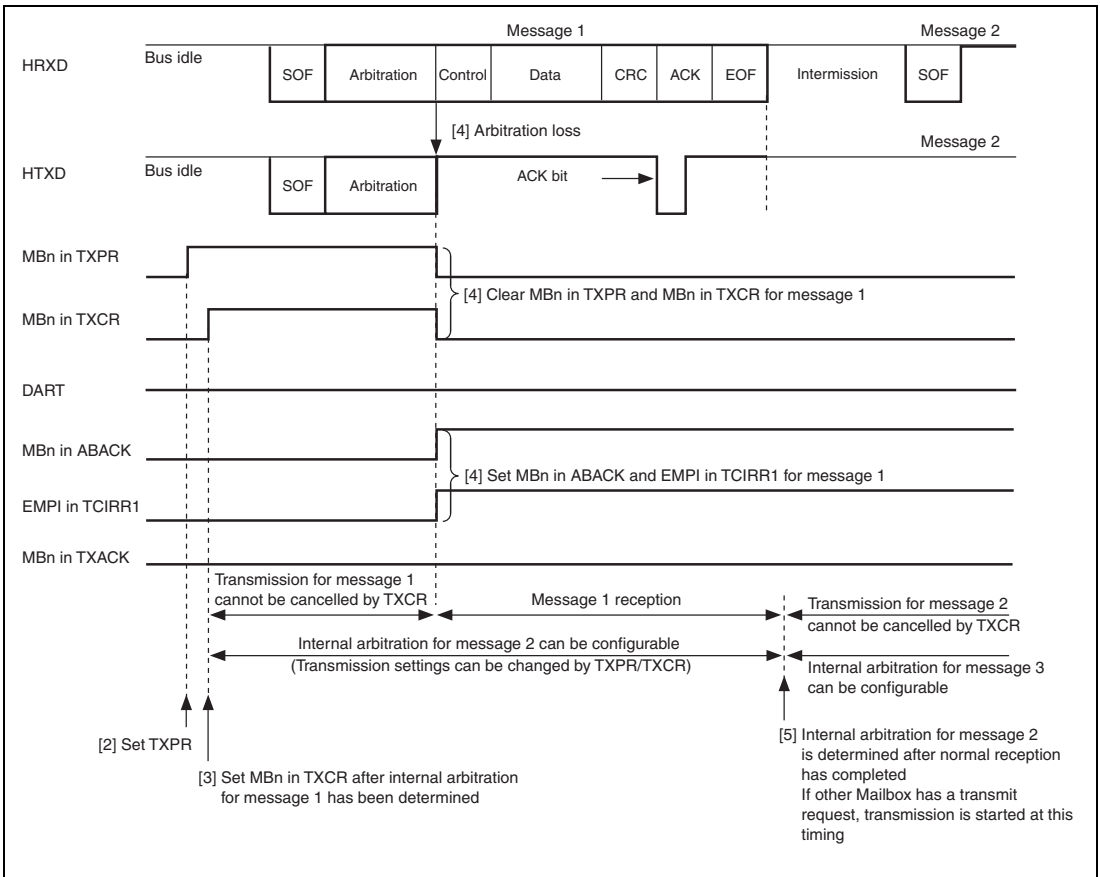 Message 1
Message 2
HRXD
Bus idle
SOF
Arbitration
Control
Data
CRC
ACK
EOF
Intermission
SOF
[4] Arbitration loss
Message 2
HTXD
Bus idle
SOF
Arbitration
ACK bit
MBn in TXPR
[4] Clear MBn in TXPR and MBn in TXCR for message 1
MBn in TXCR
DART
MBn in ABACK
[4] Set MBn in ABACK and EMPI in TCIRR1 for message 1
EMPI in TCIRR1
MBn in TXACK
Transmission for message 1
cannot be cancelled by TXCR
Message 1 reception
Transmission for message 2
cannot be cancelled by TXCR
Internal arbitration for message 2 can be configurable
(Transmission settings can be changed by TXPR/TXCR)
Internal arbitration for message 3
can be configurable
[2] Set TXPR
[3] Set MBn in TXCR after internal arbitration
for message 1 has been determined
[5] Internal arbitration for message 2
is determined after normal reception
has completed
If other Mailbox has a transmit
request, transmission is started at this
timing